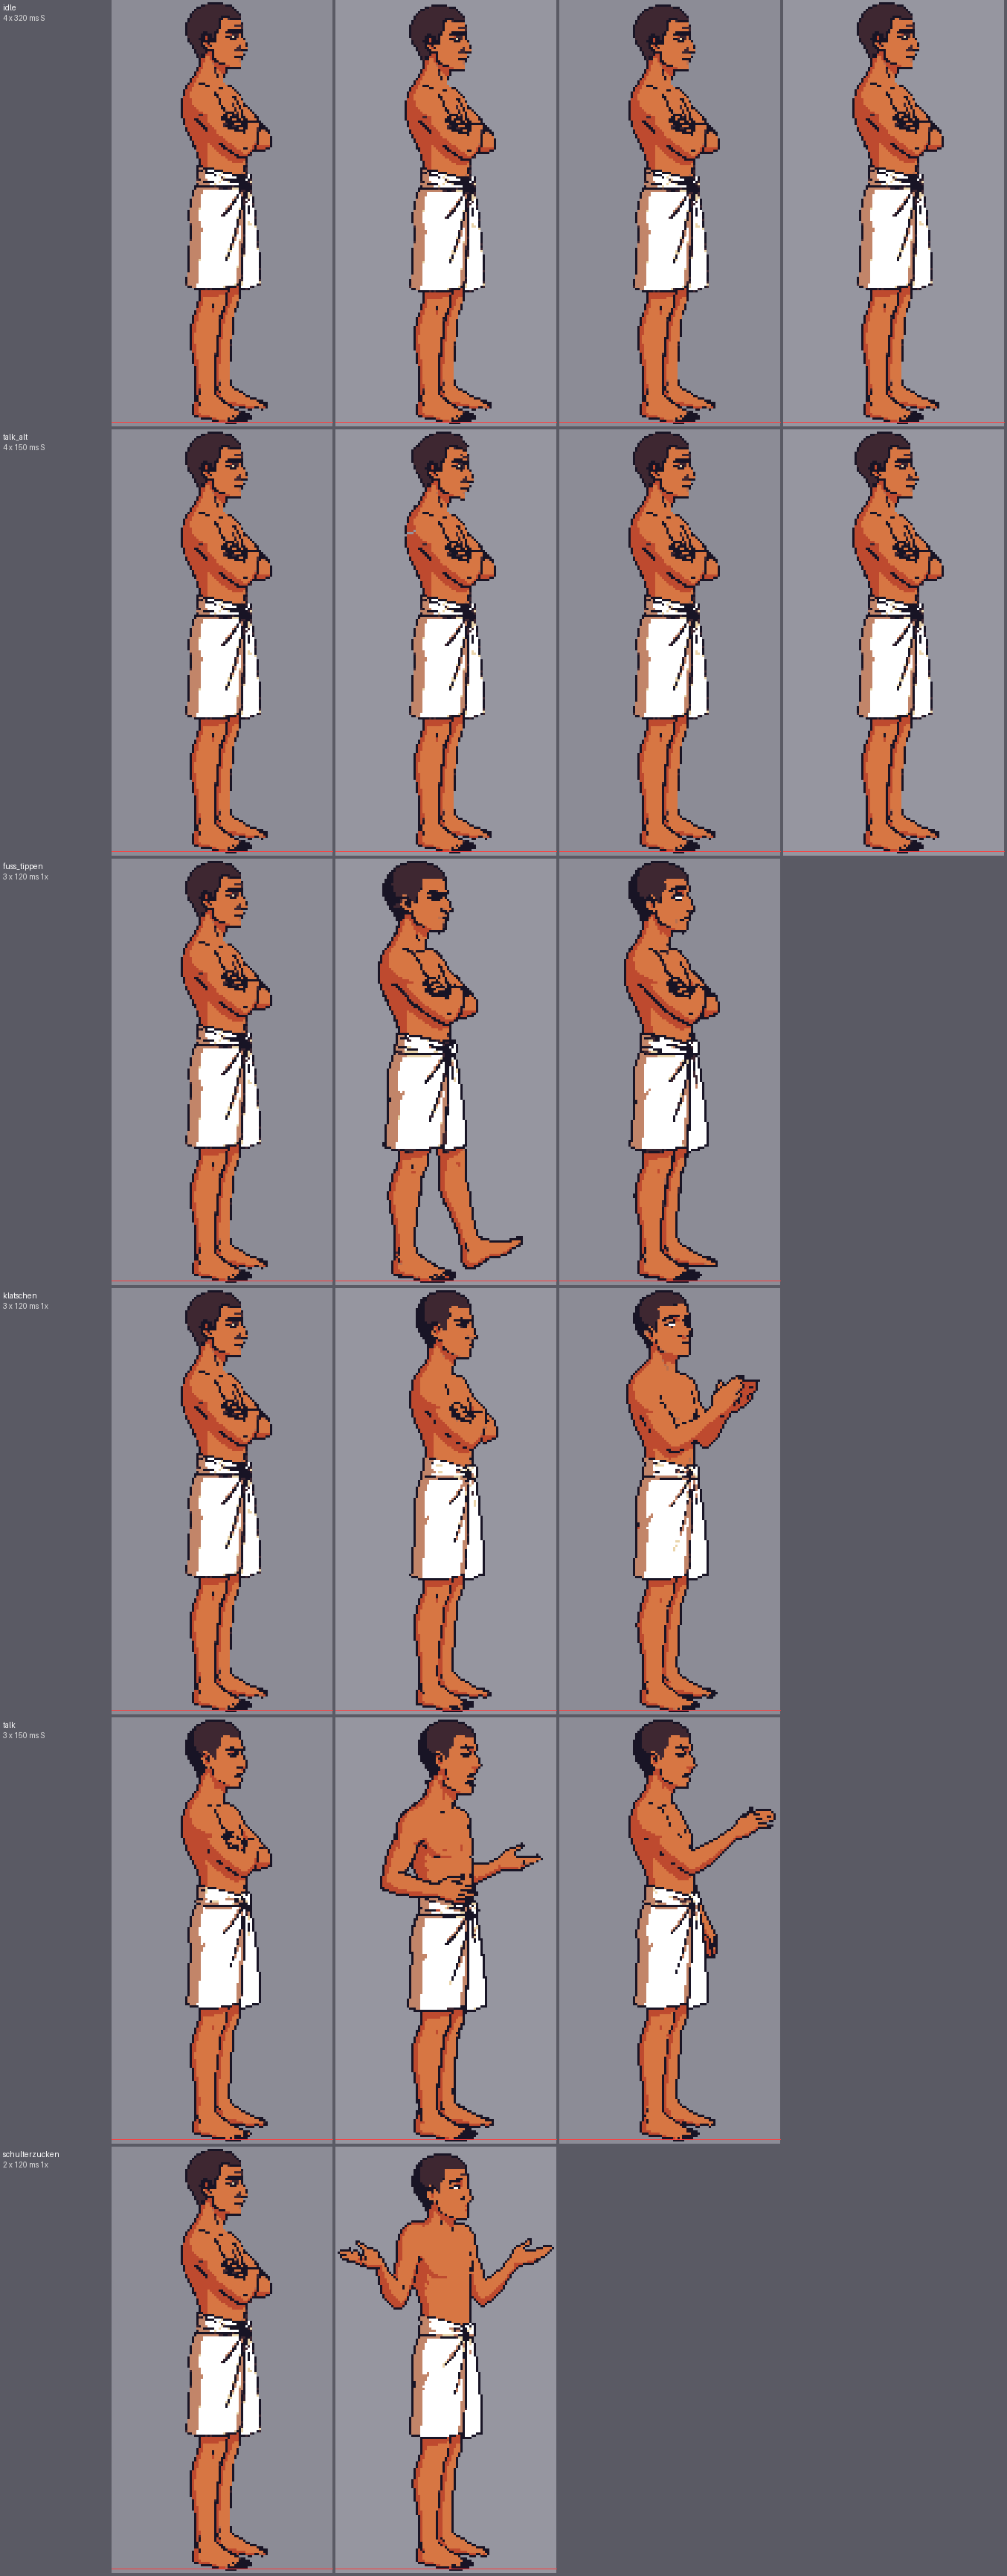 idle
4 x 320 ms S
talk_alt
4 x 150 ms S
fuss_tippen
3 x 120 ms 1x
klatschen
3 x 120 ms 1x
talk
3 x 150 ms S
schulterzucken
2 x 120 ms 1x